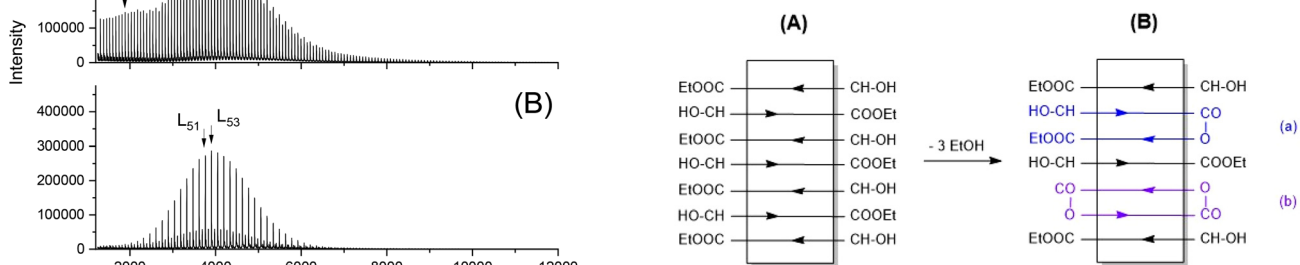 Intensity
100000
0
(B)
L51 L53
400000
300000
200000
100000
0
4000
6000
8000
10000
12000
(A)
EtOOC CH-OH
HO-CH COOEt
EtOOC CH-OH
HO-CH COOEt
EtOOC CH-OH
HO-CH COOEt
EtOOC CH-OH
- 3 EtOH
(B)
EtOOC CH-OH
HO-CH CO
EtOOC O
(a)
HO-CH COOEt
CO O
O CO
(b)
EtOOC CH-OH